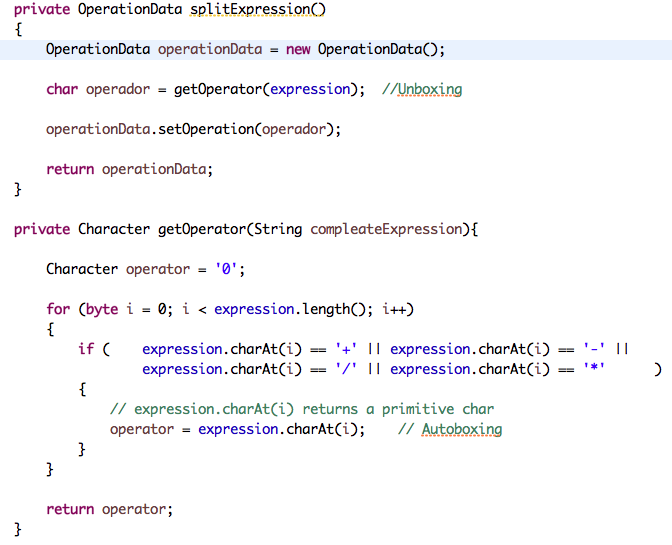 private OperationData splitExpression()
{
    OperationData operationData = new OperationData();

    char operador = getOperator(expression);  //Unboxing

    operationData.setOperation(operador);

    return operationData;
}

private Character getOperator(String compleateExpression){

    Character operator = '0';

    for (byte i = 0; i < expression.length(); i++)
    {
        if (    expression.charAt(i) == '+' || expression.charAt(i) == '-' ||
                expression.charAt(i) == '/' || expression.charAt(i) == '*'      )
        {
            // expression.charAt(i) returns a primitive char
            operator = expression.charAt(i);    // Autoboxing
        }
    }

    return operator;
}